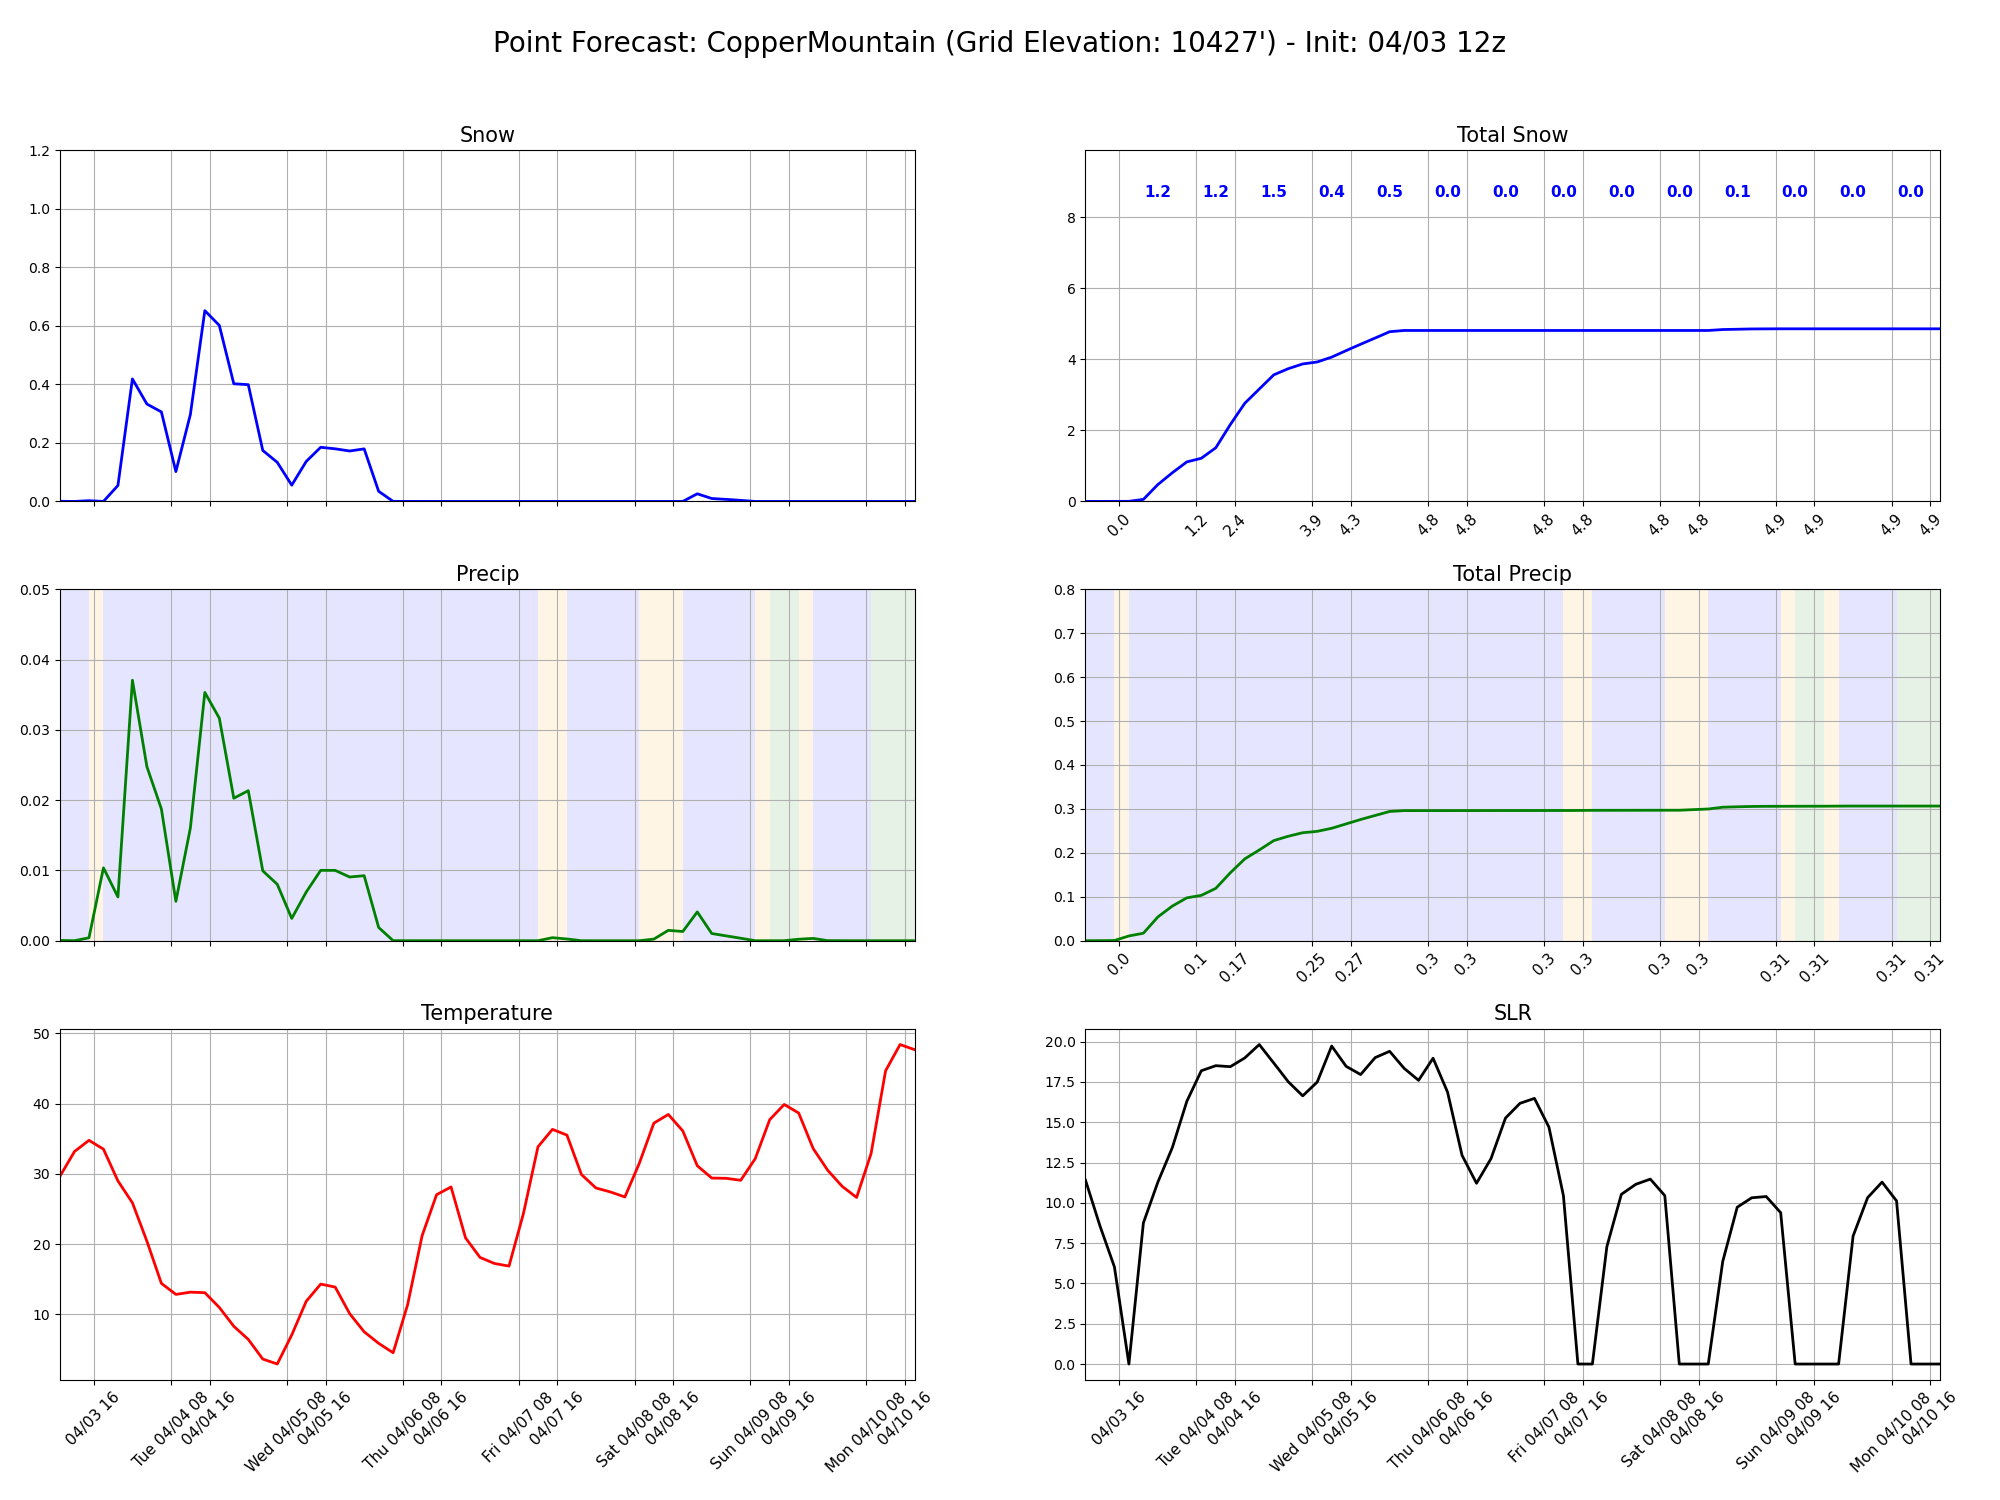 Point Forecast: CopperMountain (Grid Elevation: 10427') - Init: 04/03 12z
Snow
1.2
1.0
0.8
0.6
0.4
0.2
0.0
Total Snow
1.2 1.2 1.5 0.4 0.5 0.0 0.0 0.0 0.0 0.0 0.1 0.0 0.0 0.0
8
6
4
2
0
0.0 1.2 2.4 3.9 4.3 4.8 4.8 4.8 4.8 4.8 4.8 4.9 4.9 4.9 4.9
Precip
0.05
0.04
0.03
0.02
0.01
0.00
Total Precip
0.8
0.7
0.6
0.5
0.4
0.3
0.2
0.1
0.0
0.0 0.1 0.17 0.25 0.27 0.3 0.3 0.3 0.3 0.3 0.3 0.31 0.31 0.31 0.31
Temperature
50
40
30
20
10
04/03 16
Tue 04/04 08
04/04 16
Wed 04/05 08
04/05 16
Thu 04/06 08
04/06 16
Fri 04/07 08
04/07 16
Sat 04/08 08
04/08 16
Sun 04/09 08
04/09 16
Mon 04/10 08
04/10 16
SLR
20.0
17.5
15.0
12.5
10.0
7.5
5.0
2.5
0.0
04/03 16
Tue 04/04 08
04/04 16
Wed 04/05 08
04/05 16
Thu 04/06 08
04/06 16
Fri 04/07 08
04/07 16
Sat 04/08 08
04/08 16
Sun 04/09 08
04/09 16
Mon 04/10 08
04/10 16